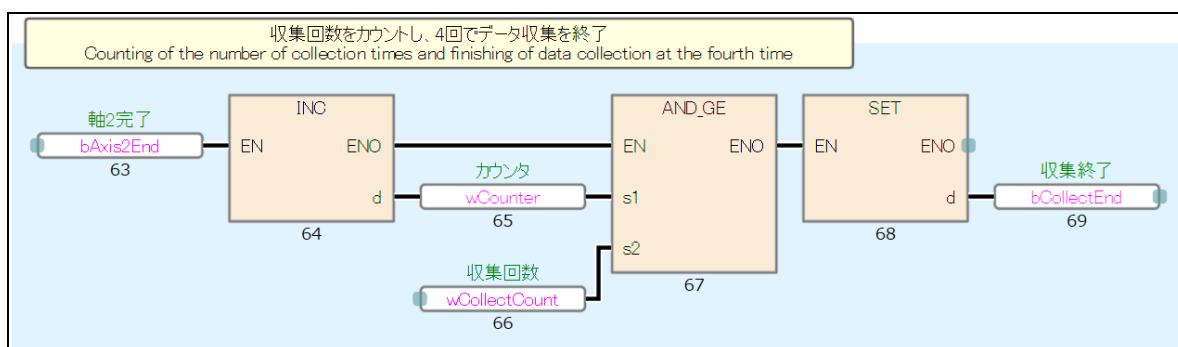 収集回数をカウントし、4回でデータ収集を終了
Counting of the number of collection times and finishing of data collection at the fourth time
軸2完了
bAxis2End
63
INC
EN
ENO
d
64
カウンタ
wCounter
65
収集回数
wCollectCount
66
AND_GE
EN
ENO
s1
s2
67
SET
EN
ENO
d
68
収集終了
bCollectEnd
69